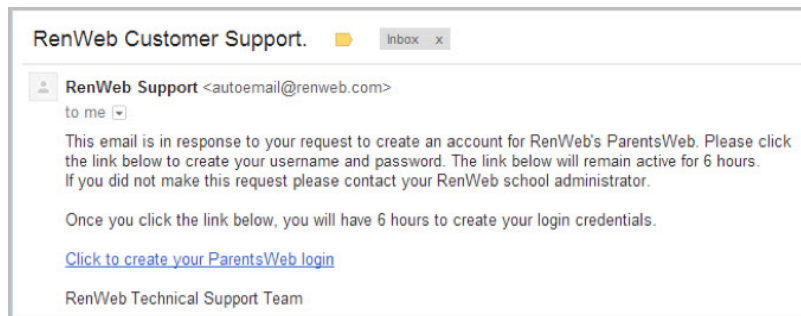 RenWeb Customer Support. Inbox x
RenWeb Support <autoemail@renweb.com>
to me
This email is in response to your request to create an account for RenWeb's ParentsWeb. Please click
the link below to create your username and password. The link below will remain active for 6 hours.
If you did not make this request please contact your RenWeb school administrator.
Once you click the link below, you will have 6 hours to create your login credentials.
Click to create your ParentsWeb login
RenWeb Technical Support Team